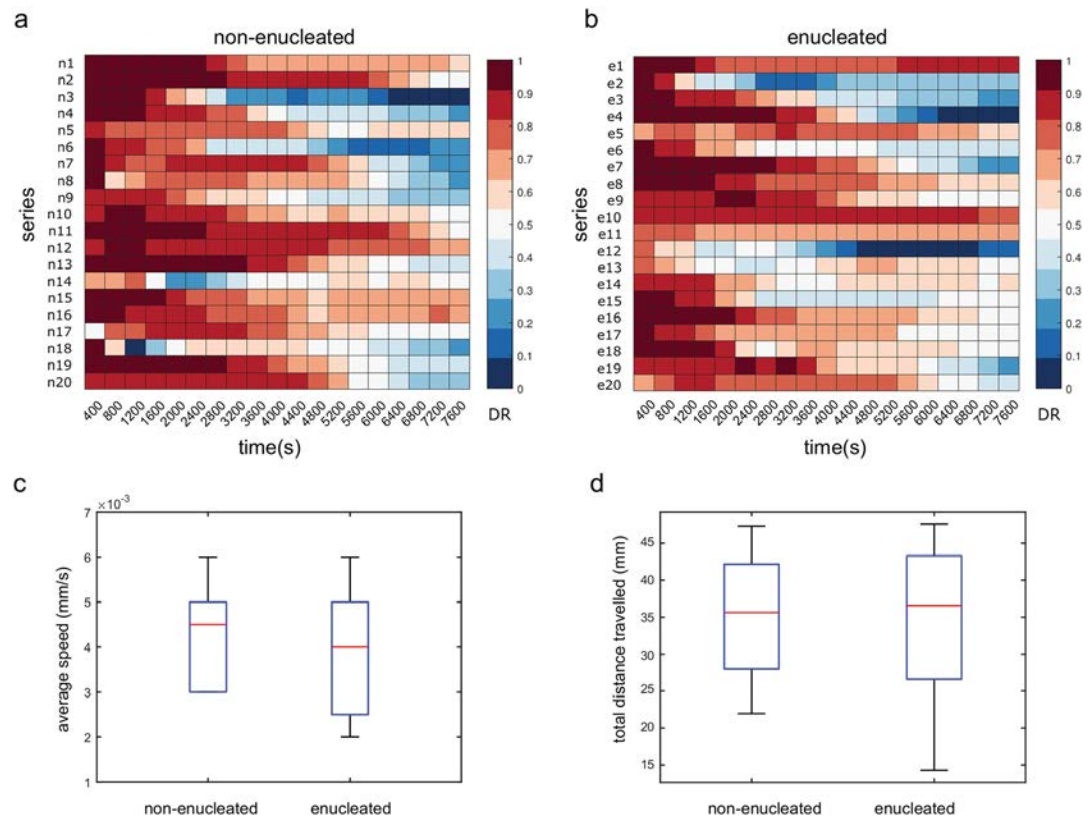 a
non-enucleated
series
n1
n2
n3
n4
n5
n6
n7
n8
n9
n10
n11
n12
n13
n14
n15
n16
n17
n18
n19
n20
400
800
1200
1600
2000
2400
2800
3200
3600
4000
4400
4800
5200
5600
6000
6400
6800
7200
7600
time(s)
1
0.9
0.8
0.7
0.6
0.5
0.4
0.3
0.2
0.1
0
DR
b
enucleated
series
e1
e2
e3
e4
e5
e6
e7
e8
e9
e10
e11
e12
e13
e14
e15
e16
e17
e18
e19
e20
400
800
1200
1600
2000
2400
2800
3200
3600
4000
4400
4800
5200
5600
6000
6400
6800
7200
7600
time(s)
1
0.9
0.8
0.7
0.6
0.5
0.4
0.3
0.2
0.1
0
DR
c
×10⁻³
average speed (mm/s)
7
6
5
4
3
2
1
non-enucleated enucleated
d
total distance travelled (mm)
45
40
35
30
25
20
15
non-enucleated enucleated